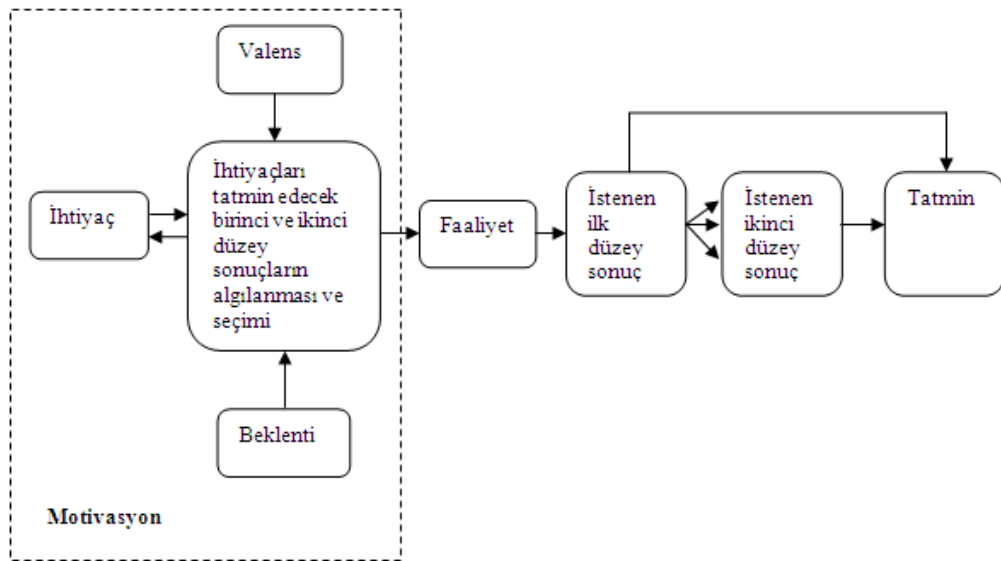 Valens
İhtiyaç
İhtiyaçları
tatmin edecek
birinci ve ikinci
düzey
sonuçların
algılanması ve
seçimi
Beklenti
Motivasyon
Faaliyet
İstenen
ilk
düzey
sonuç
İstenen
ikinci
düzey
sonuç
Tatmin